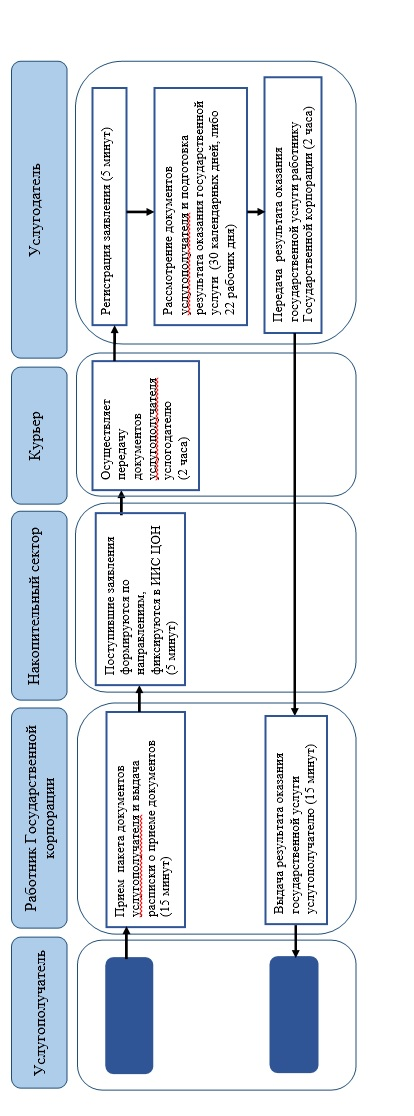 Услугополучатель
Работник Государственной
корпорации
Накопительный сектор
Курьер
Услугодатель
Прием пакета документов
услугополучателя и выдача
расписки о приеме документов
(15 минут)
Поступившие заявления
формируются по
направлениям,
фиксируются в ИИС ЦОН
(5 минут)
Осуществляет
передачу
документов
услугополучателя
услогодателю
(2 часа)
Регистрация заявления (5 минут)
Рассмотрение документов
услугополучателя и подготовка
результата оказания государственной
услуги (30 календарных дней, либо
22 рабочих дня)
Передача результата оказания
государственной услуги работнику
Государственной корпорации (2 часа)
Выдача результата оказания
государственной услуги
услугополучателю (15 минут)